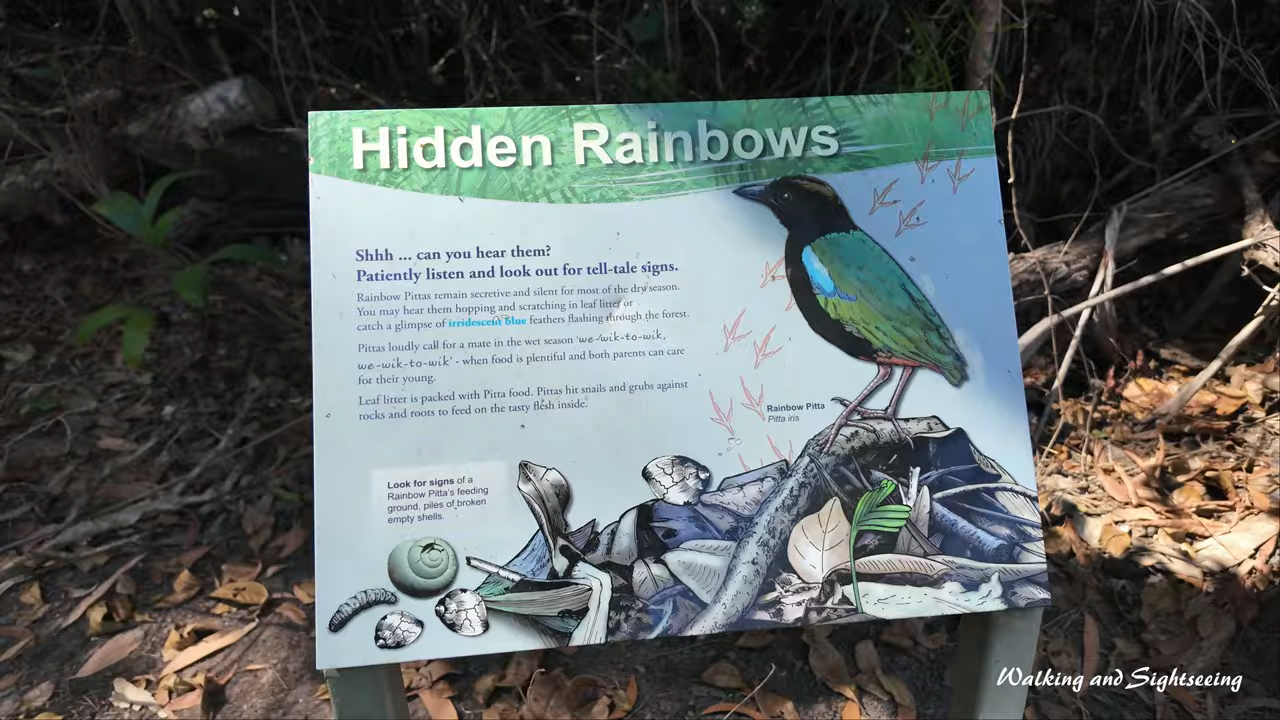 Hidden Rainbows
Shhh ... can you hear them?
Patiently listen and look out for tell-tale signs.
Rainbow Pittas remain secretive and silent for most of the dry season.
You may hear them hopping and scratching in leaf litter or
catch a glimpse of irridescent blue feathers flashing through the forest.
Pittas loudly call for a mate in the wet season 'we-wik-to-wik,
we-wik-to-wik' - when food is plentiful and both parents can care
for their young.
Leaf litter is packed with Pitta food. Pittas hit snails and grubs against
rocks and roots to feed on the tasty flesh inside.
Rainbow Pitta
Pitta iris
Look for signs of a
Rainbow Pitta's feeding
ground, piles of broken
empty shells.
Walking and Sightseeing